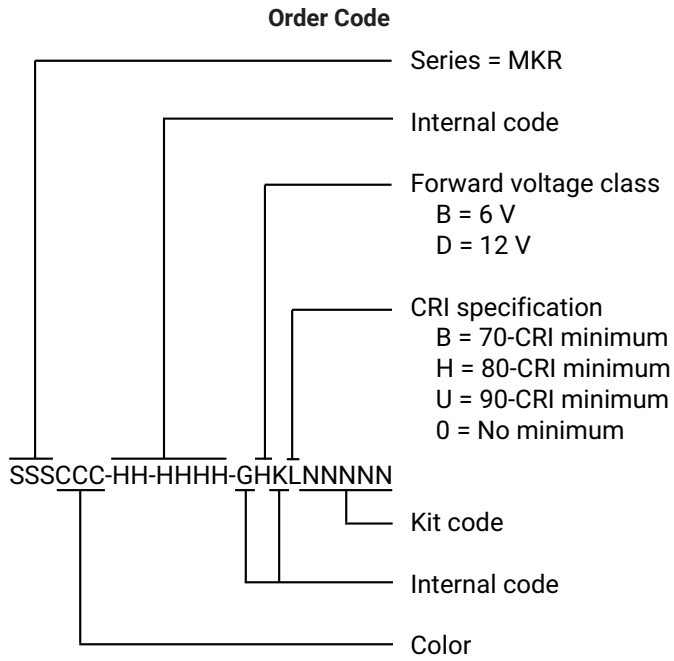 Order Code
Series = MKR
Internal code
Forward voltage class
B = 6 V
D = 12 V
CRI specification
B = 70-CRI minimum
H = 80-CRI minimum
U = 90-CRI minimum
0 = No minimum
SSSCCC-HH-HHHH-GHKLNNNNN
Kit code
Internal code
Color